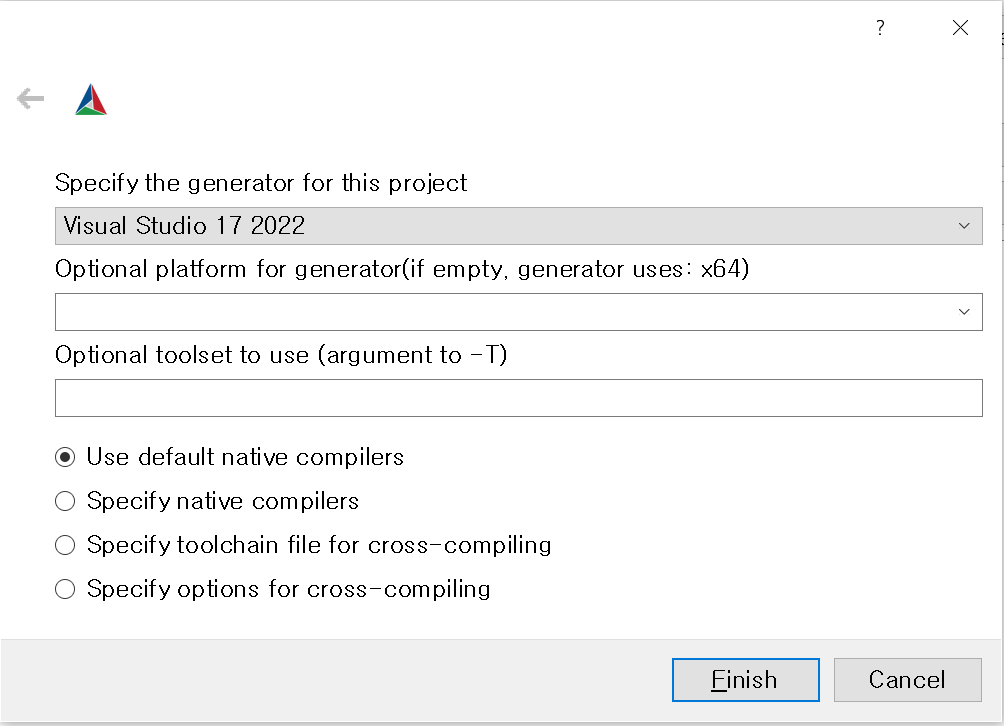 ?
Specify the generator for this project
Visual Studio 17 2022
Optional platform for generator(if empty, generator uses: x64)
Optional toolset to use (argument to -T)
Use default native compilers
Specify native compilers
Specify toolchain file for cross-compiling
Specify options for cross-compiling
Finish
Cancel